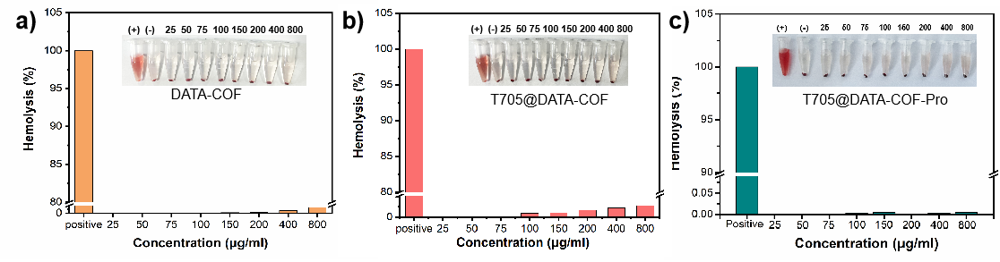 a)
105
100
95
90
85
80
0
Hemolysis (%)
(+) (-) 25 50 75 100 150 200 400 800
DATA-COF
positive 25 50 75 100 150 200 400 800
Concentration (μg/ml)
b)
105
100
95
90
85
80
0
Hemolysis (%)
(+) (-) 25 50 75 100 150 200 400 800
T705@DATA-COF
positive 25 50 75 100 150 200 400 800
Concentration (μg/ml)
c)
105
100
95
90
0.05
0.00
Hemolysis (%)
(+) (-) 25 50 75 100 150 200 400 800
T705@DATA-COF-Pro
Positive 25 50 75 100 150 200 400 800
Concentration (μg/ml)